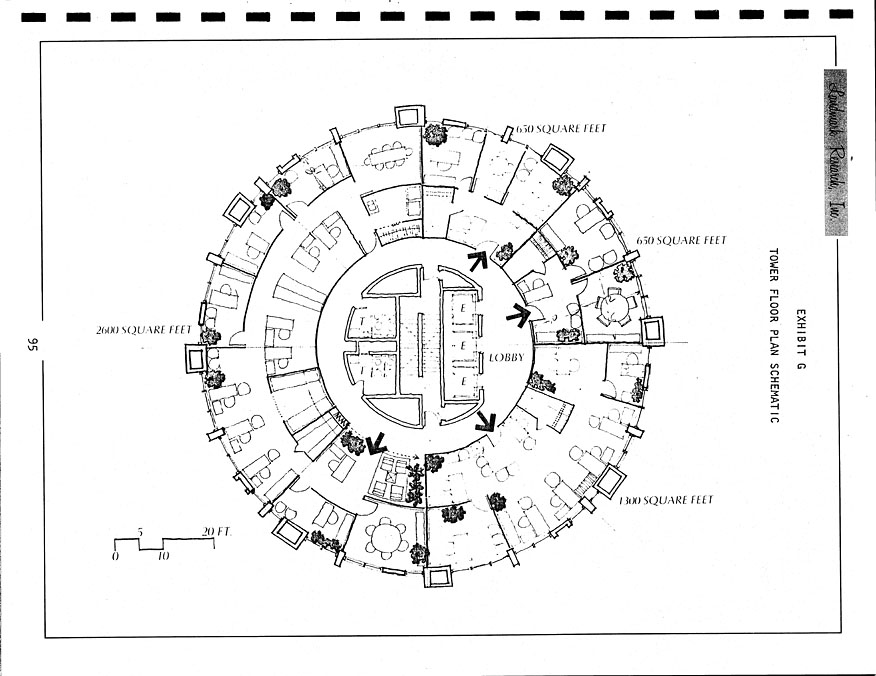 Landmark Research, Inc
EXHIBIT G
TOWER FLOOR PLAN SCHEMATIC
650 SQUARE FEET
650 SQUARE FEET
2600 SQUARE FEET
E
T
E
LOBBY
E
1300 SQUARE FEET
5
20 FT.
0
10
95